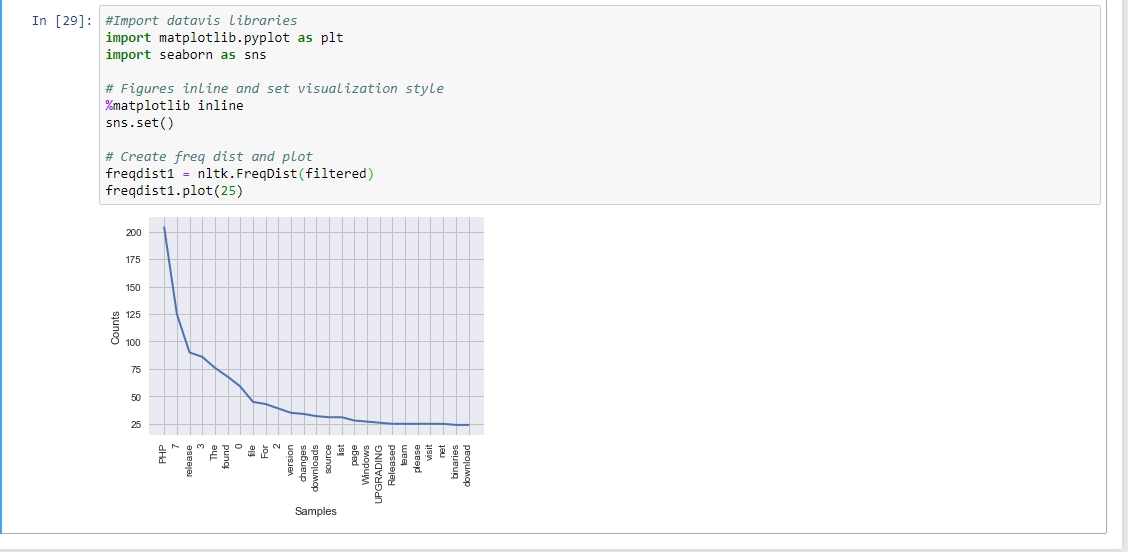 In [29]: #Import datavis libraries
import matplotlib.pyplot as plt
import seaborn as sns
# Figures inline and set visualization style
%matplotlib inline
sns.set()
# Create freq dist and plot
freqdist1 = nltk.FreqDist(filtered)
freqdist1.plot(25)
200
175
150
125
100
75
50
25
Counts
PHP
7
release
3
The
found
0
file
For
2
version
changes
downloads
source
list
page
Windows
UPGRADING
Released
team
please
visit
net
binaries
download
Samples